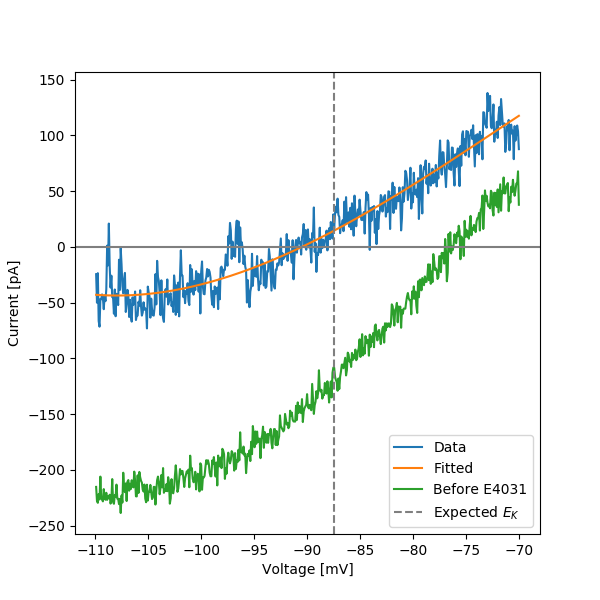 150
100
50
0
−50
−100
−150
−200
−250
Current [pA]
Data
Fitted
Before E4031
Expected E_K
−110 −105 −100 −95 −90 −85 −80 −75 −70
Voltage [mV]